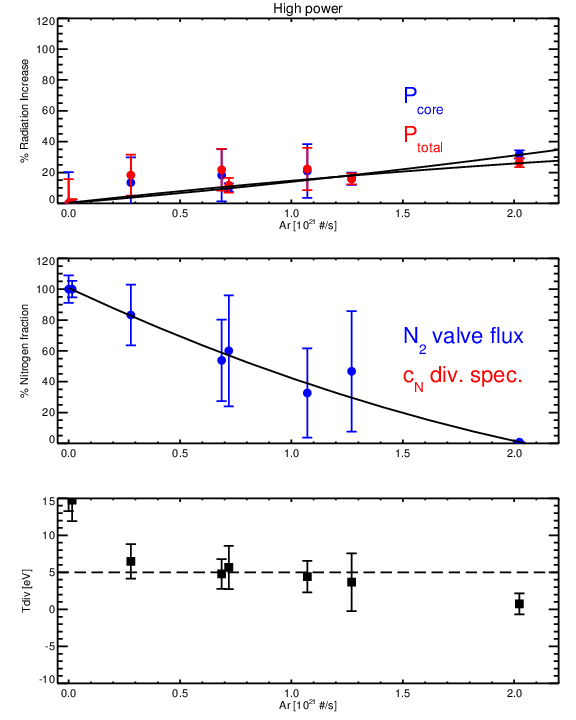 High power
120
100
80
60
40
20
0
% Radiation Increase
P_core
P_total
0.0 0.5 1.0 1.5 2.0
Ar [10^21 #/s]
120
100
80
60
40
20
0
% Nitrogen fraction
N_2 valve flux
c_N div. spec.
0.0 0.5 1.0 1.5 2.0
15
10
5
0
-5
-10
Tdiv [eV]
0.0 0.5 1.0 1.5 2.0
Ar [10^21 #/s]